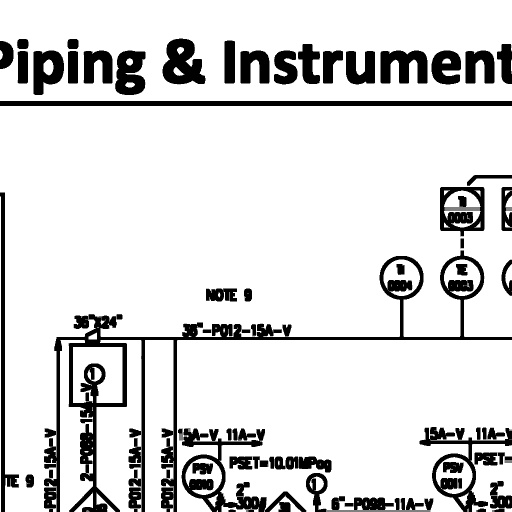 Piping & Instrument
TI
0003
TI
0004
TE
0003
NOTE 9
36"X24"
36"-P012-15A-V
1
2-P098-15A-V
-P012-15A-V
-P012-15A-V
-P012-15A-V
15A-V 11A-V
15A-V 11A-V
PSV
0010
PSET=10.01MPag
PSV
0011
PSET=
TE 9
1
2"
300#
6"-P098-11A-V
2"
300